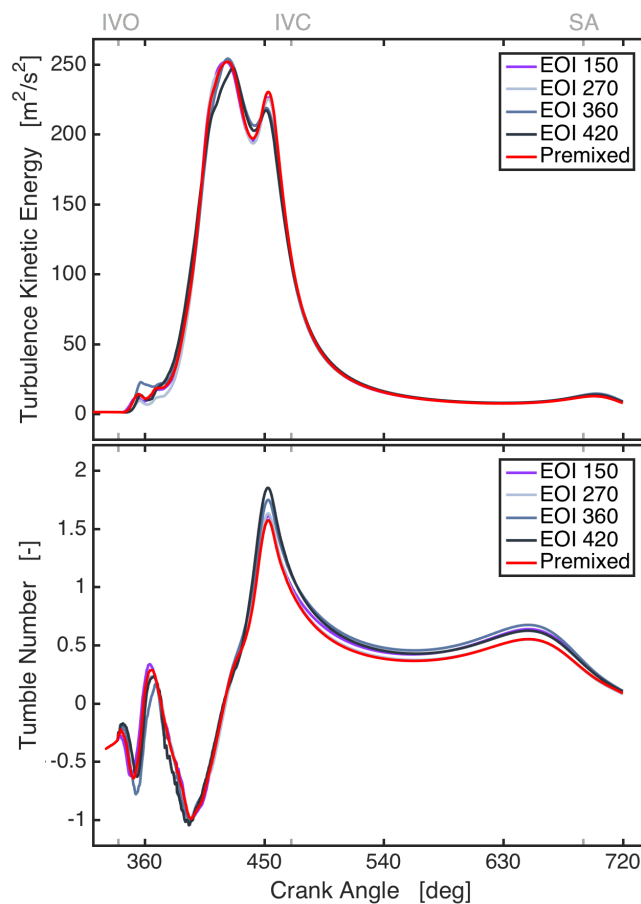 IVO IVC SA
250
200
150
100
50
0
Turbulence Kinetic Energy [m²/s²]
EOI 150
EOI 270
EOI 360
EOI 420
Premixed
2
1.5
1
0.5
0
-0.5
-1
Tumble Number [-]
EOI 150
EOI 270
EOI 360
EOI 420
Premixed
360 450 540 630 720
Crank Angle [deg]